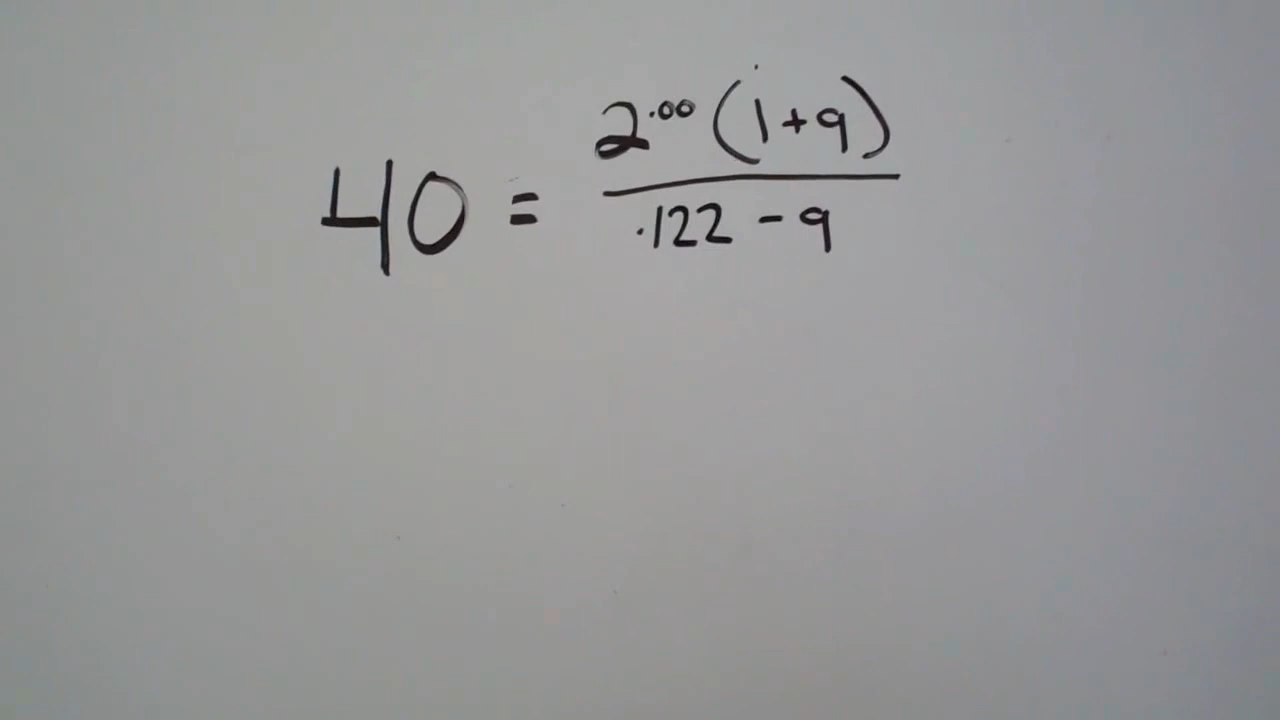 40 = 2.00 (1+g) / .122 - g